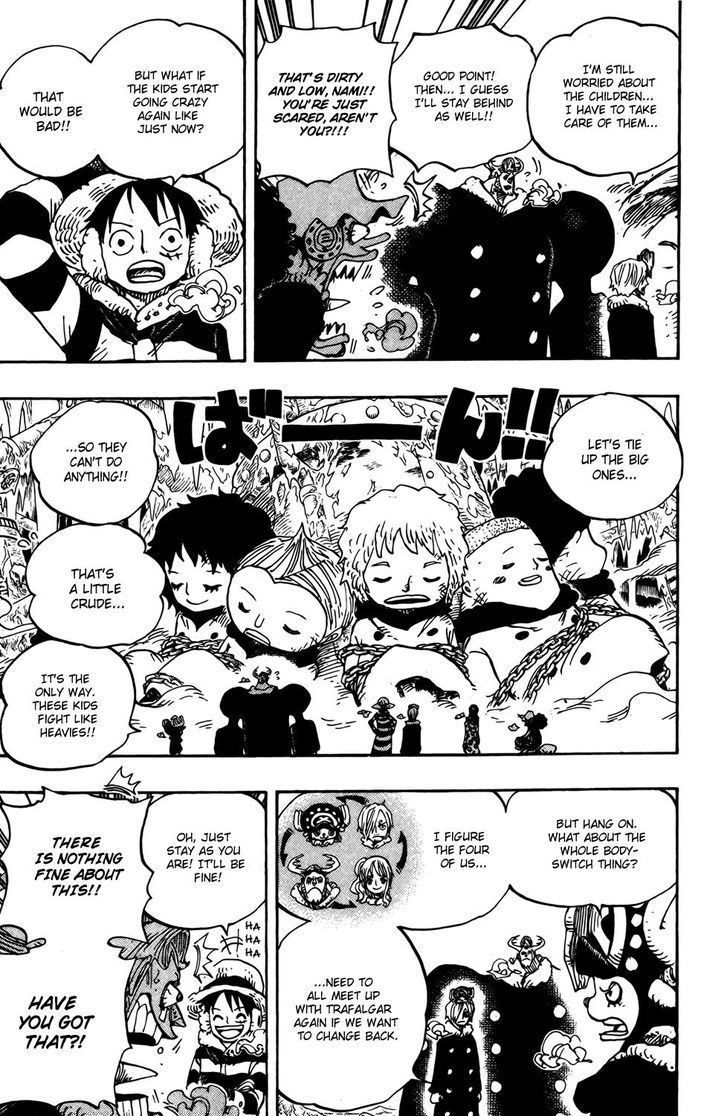 I'M STILL
WORRIED ABOUT
THE CHILDREN...
I HAVE TO TAKE
CARE OF THEM...
GOOD POINT!
THEN... I GUESS
I'LL STAY BEHIND
AS WELL!!
THAT'S DIRTY
AND LOW, NAMI!!
YOU'RE JUST
SCARED, AREN'T
YOU?!!!
BUT WHAT IF
THE KIDS START
GOING CRAZY
AGAIN LIKE
JUST NOW?
THAT
WOULD BE
BAD!!
LET'S TIE
UP THE BIG
ONES...
ばーん!!
...SO THEY
CAN'T DO
ANYTHING!!
THAT'S
A LITTLE
CRUDE...
IT'S THE
ONLY WAY.
THESE KIDS
FIGHT LIKE
HEAVIES!!
BUT HANG ON.
WHAT ABOUT THE
WHOLE BODY-
SWITCH THING?
I FIGURE
THE FOUR
OF US...
...NEED TO
ALL MEET UP
WITH TRAFALGAR
AGAIN IF WE WANT
TO CHANGE BACK.
OH, JUST
STAY AS
YOU ARE!
IT'LL BE
FINE!
HA
HA
HA
THERE
IS NOTHING
FINE ABOUT
THIS!!
HAVE
YOU GOT
THAT?!